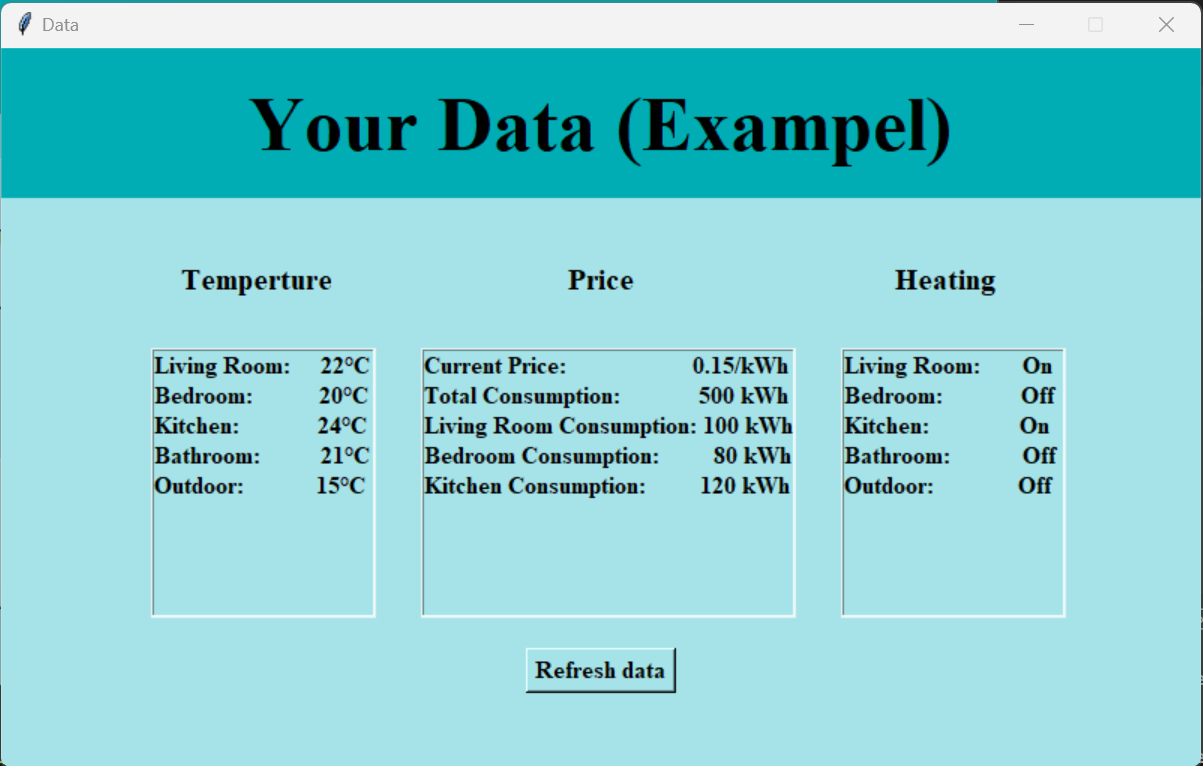 Data
Your Data (Exampel)
Temperture
Living Room: 22°C
Bedroom: 20°C
Kitchen: 24°C
Bathroom: 21°C
Outdoor: 15°C
Price
Current Price: 0.15/kWh
Total Consumption: 500 kWh
Living Room Consumption: 100 kWh
Bedroom Consumption: 80 kWh
Kitchen Consumption: 120 kWh
Heating
Living Room: On
Bedroom: Off
Kitchen: On
Bathroom: Off
Outdoor: Off
Refresh data